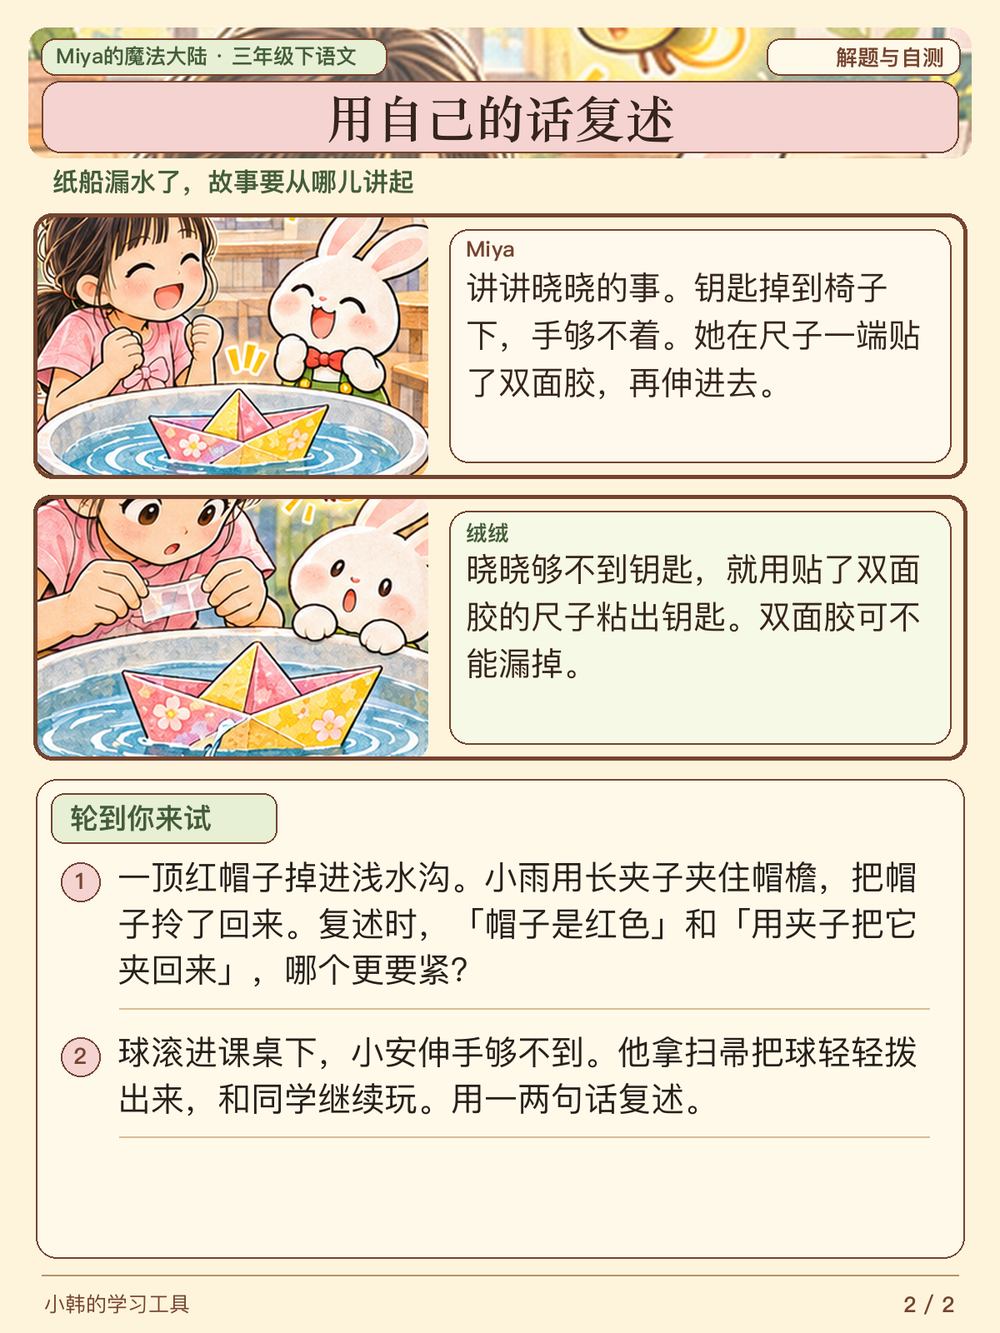 Miya的魔法大陆 · 三年级下语文
解题与自测
用自己的话复述
纸船漏水了，故事要从哪儿讲起
Miya
讲讲晓晓的事。钥匙掉到椅子
下，手够不着。她在尺子一端贴
了双面胶，再伸进去。
绒绒
晓晓够不到钥匙，就用贴了双面
胶的尺子粘出钥匙。双面胶可不
能漏掉。
轮到你来试
1 一顶红帽子掉进浅水沟。小雨用长夹子夹住帽檐，把帽
子拎了回来。复述时，「帽子是红色」和「用夹子把它
夹回来」，哪个更要紧？
2 球滚进课桌下，小安伸手够不到。他拿扫帚把球轻轻拨
出来，和同学继续玩。用一两句话复述。
小韩的学习工具
2 / 2